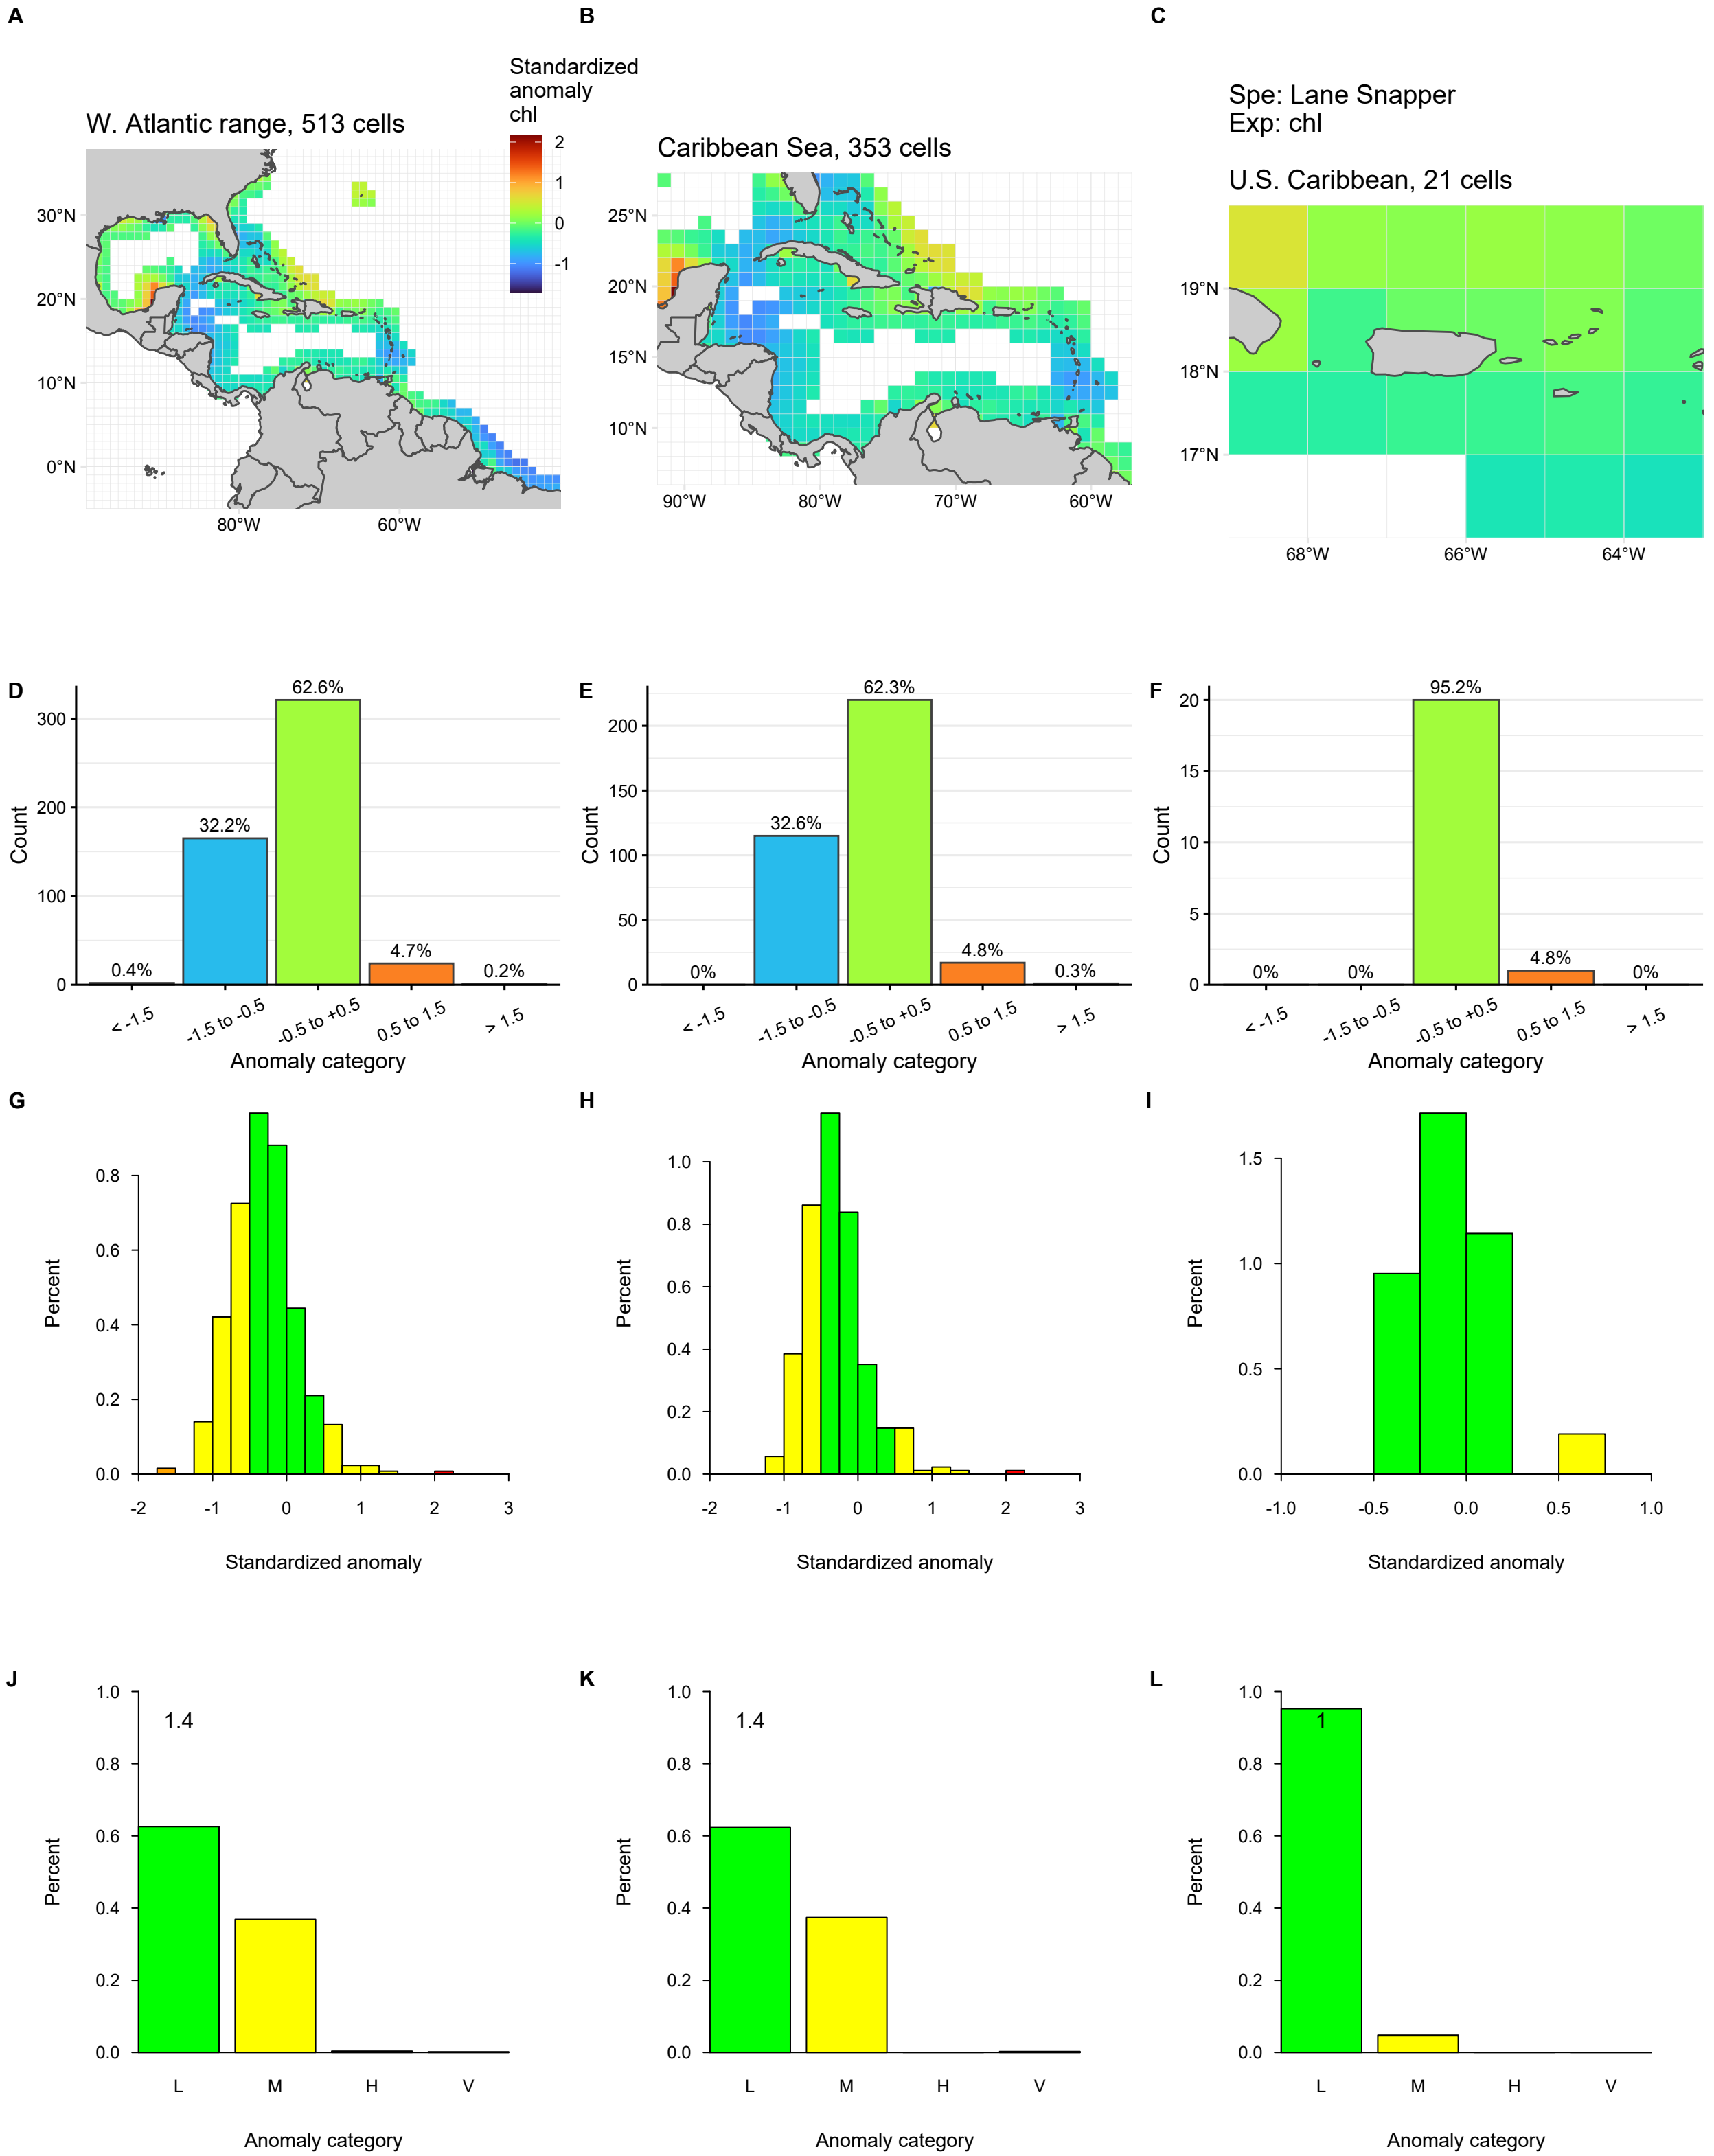 A
B
C
Standardized
anomaly
chl
2
1
0
-1
W. Atlantic range, 513 cells
30°N
20°N
10°N
0°N
80°W
60°W
Caribbean Sea, 353 cells
25°N
20°N
15°N
10°N
90°W
80°W
70°W
60°W
Spe: Lane Snapper
Exp: chl
U.S. Caribbean, 21 cells
19°N
18°N
17°N
68°W
66°W
64°W
D
Count
300
200
100
0
0.4%
32.2%
62.6%
4.7%
0.2%
< -1.5
-1.5 to -0.5
-0.5 to +0.5
0.5 to 1.5
> 1.5
Anomaly category
E
Count
200
150
100
50
0
0%
32.6%
62.3%
4.8%
0.3%
< -1.5
-1.5 to -0.5
-0.5 to +0.5
0.5 to 1.5
> 1.5
Anomaly category
F
Count
20
15
10
5
0
0%
0%
95.2%
4.8%
0%
< -1.5
-1.5 to -0.5
-0.5 to +0.5
0.5 to 1.5
> 1.5
Anomaly category
G
Percent
0.8
0.6
0.4
0.2
0.0
-2
-1
0
1
2
3
Standardized anomaly
H
Percent
1.0
0.8
0.6
0.4
0.2
0.0
-2
-1
0
1
2
3
Standardized anomaly
I
Percent
1.5
1.0
0.5
0.0
-1.0
-0.5
0.0
0.5
1.0
Standardized anomaly
J
Percent
1.0
0.8
0.6
0.4
0.2
0.0
1.4
L
M
H
V
Anomaly category
K
Percent
1.0
0.8
0.6
0.4
0.2
0.0
1.4
L
M
H
V
Anomaly category
L
Percent
1.0
0.8
0.6
0.4
0.2
0.0
1
L
M
H
V
Anomaly category